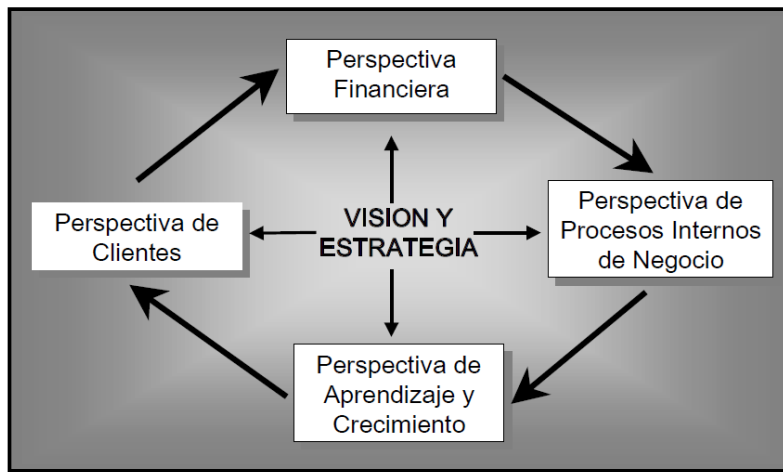 Perspectiva
Financiera
Perspectiva de
Clientes
VISION Y
ESTRATEGIA
Perspectiva de
Procesos Internos
de Negocio
Perspectiva de
Aprendizaje y
Crecimiento